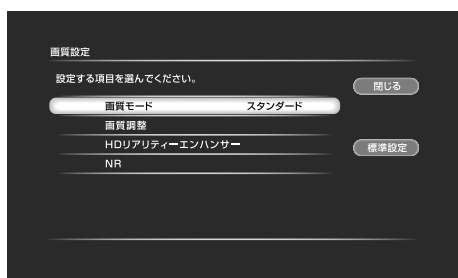 画質設定
設定する項目を選んでください。
閉じる
画質モード スタンダード
画質調整
HDリアリティーエンハンサー
標準設定
NR